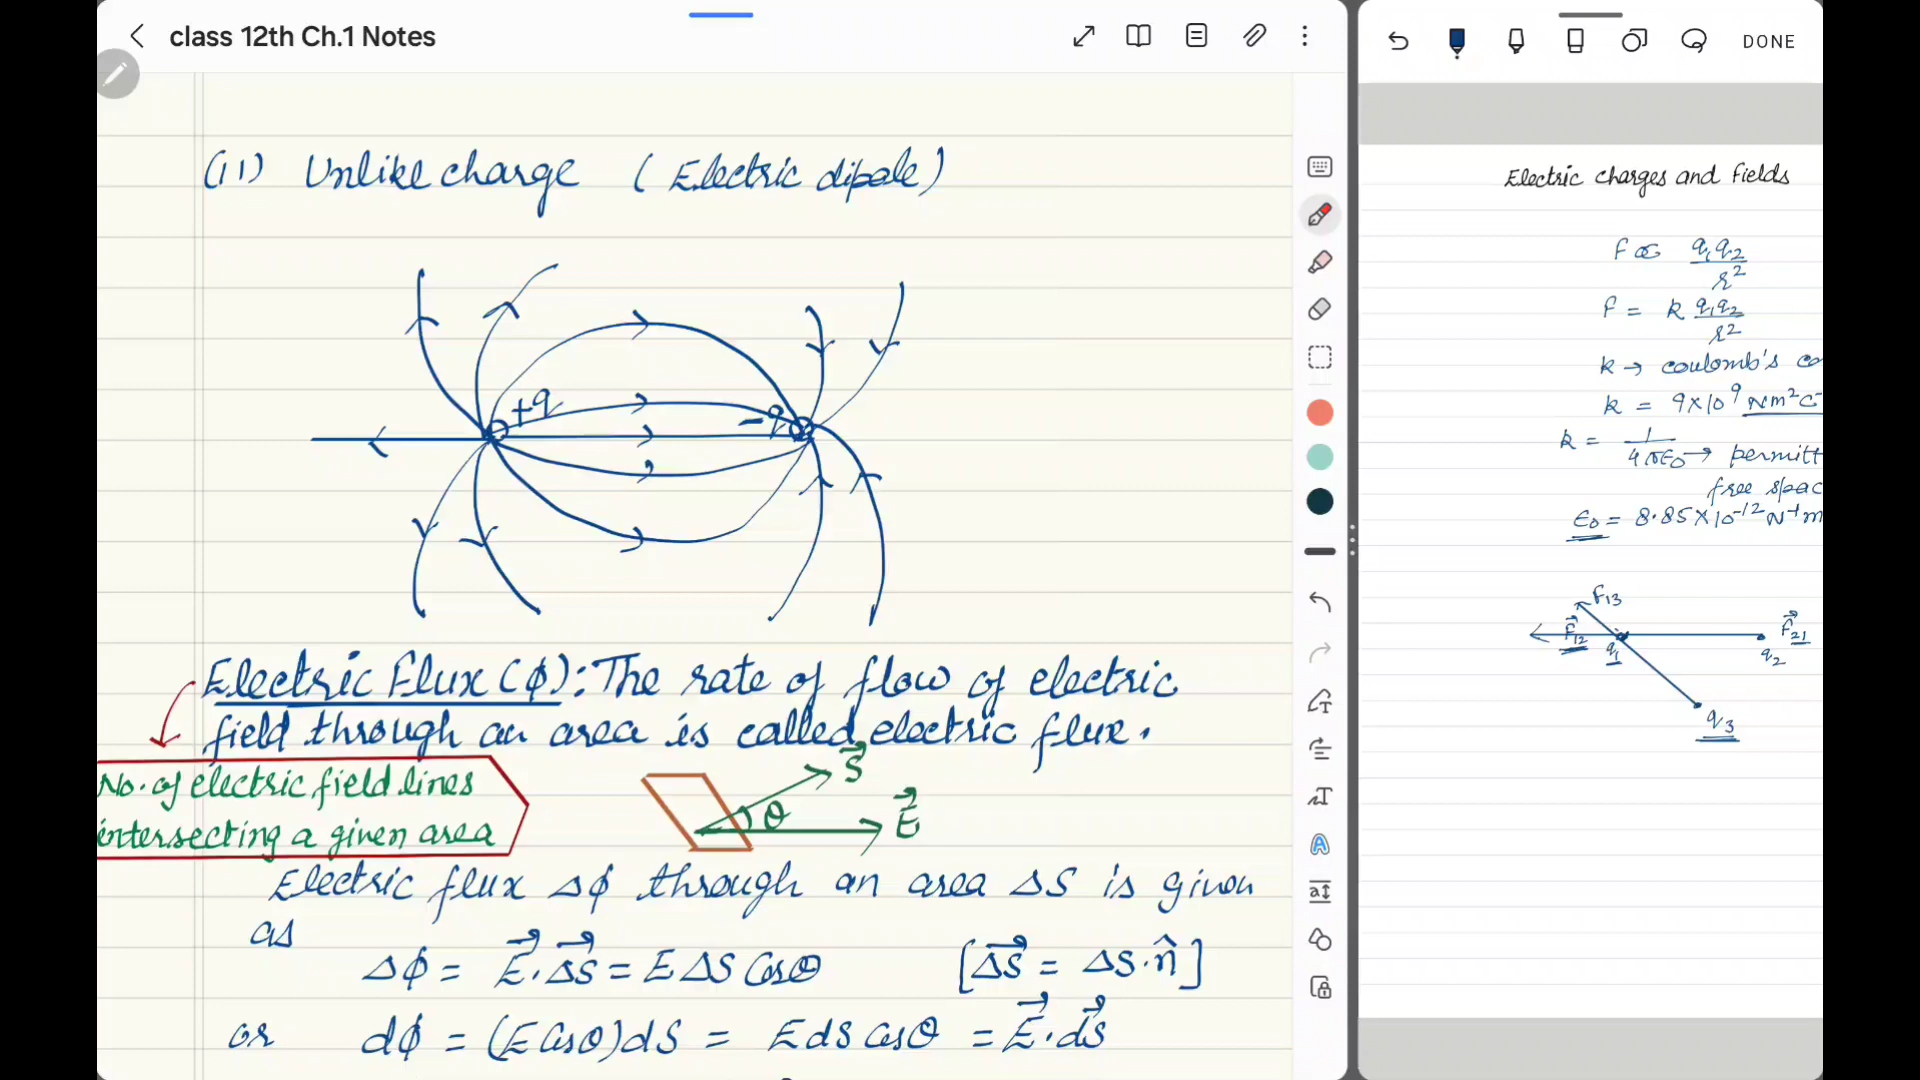 class 12th Ch.1 Notes
(ii) Unlike charge (Electric dipole)
+q
-q
Electric Flux (ϕ): The rate of flow of electric
field through an area is called electric flux.
No. of electric field lines
intersecting a given area
S⃗
θ
E⃗
Electric flux Δϕ through an area ΔS is given
as
Δϕ = E⃗·ΔS⃗ = EΔS Cosθ [ΔS⃗ = ΔS·n̂]
or dϕ = (E Cosθ)dS = EdS cosθ = E⃗·dS⃗
DONE
Electric charges and fields
F ∝ q₁q₂/r²
F = k q₁q₂/r²
k → coulomb's co
k = 9×10⁹ Nm²C⁻
k = 1/4πε₀ → permitt
free spac
ε₀ = 8.85×10⁻¹² N⁻¹m
F₁₃
F⃗₁₂
q₁
F⃗₂₁
q₂
q₃